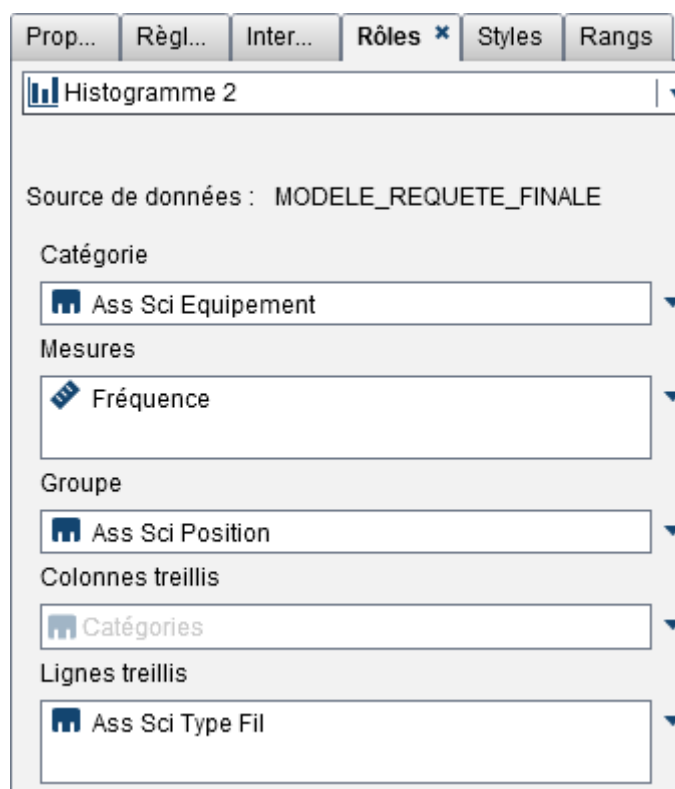 Prop... Règl... Inter... Rôles × Styles Rangs
Histogramme 2
Source de données : MODELE_REQUETE_FINALE
Catégorie
Ass Sci Equipement
Mesures
Fréquence
Groupe
Ass Sci Position
Colonnes treillis
Catégories
Lignes treillis
Ass Sci Type Fil